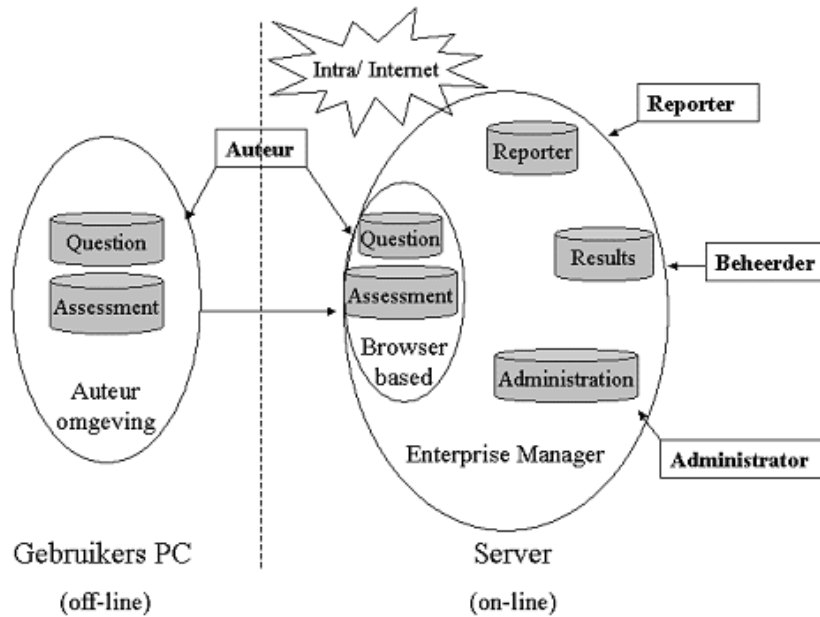 Intra/ Internet
Reporter
Auteur
Reporter
Question
Assessment
Question
Assessment
Results
Beheerder
Browser
based
Auteur
omgeving
Administration
Enterprise Manager
Administrator
Gebruikers PC
(off-line)
Server
(on-line)